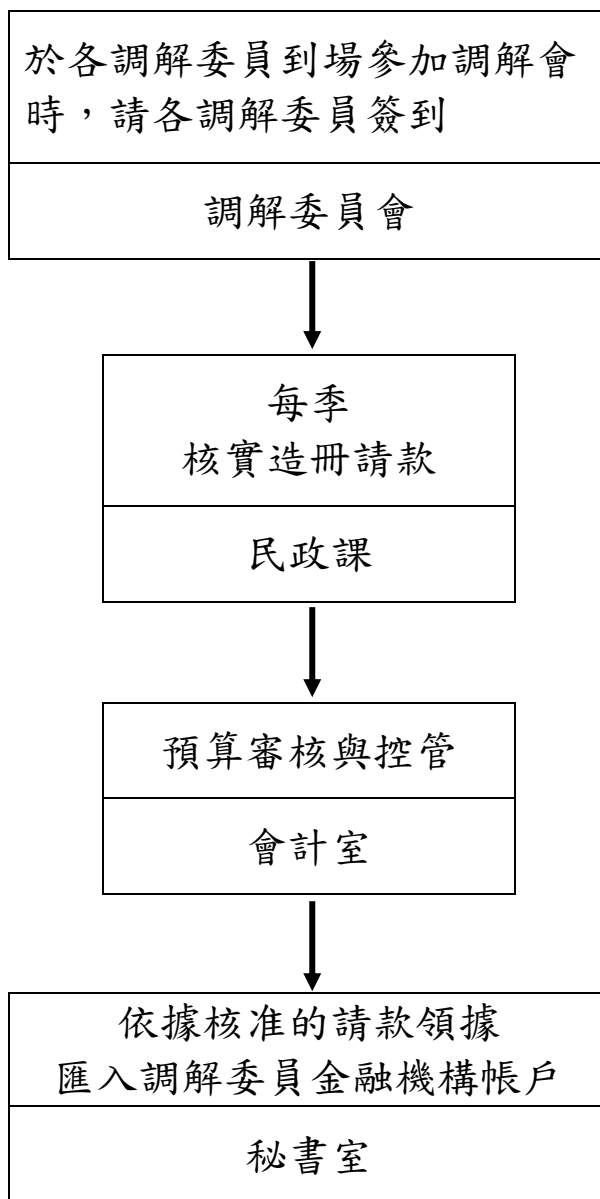 於各調解委員到場參加調解會
時，請各調解委員簽到
調解委員會
每季
核實造冊請款
民政課
預算審核與控管
會計室
依據核准的請款領據
匯入調解委員金融機構帳戶
秘書室